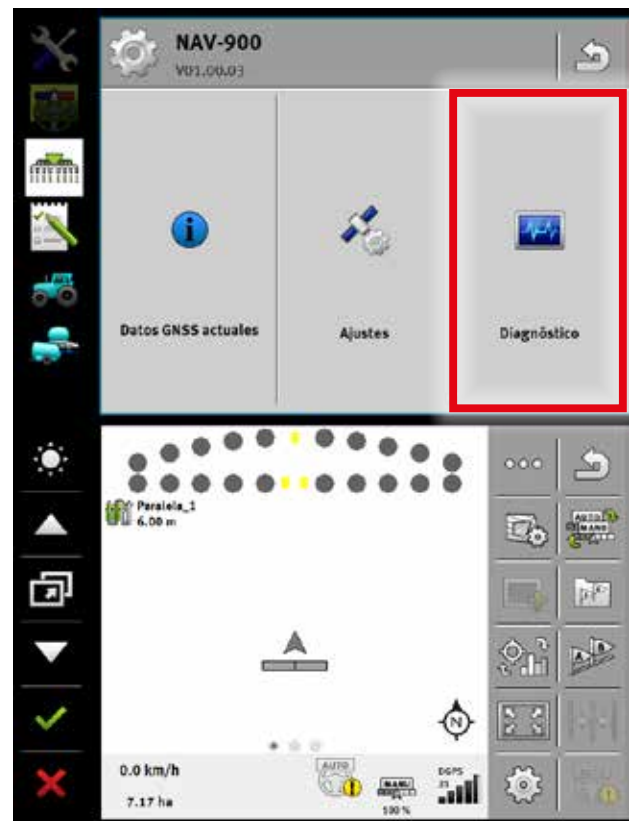 NAV-900
V01.00.03
Datos GNSS actuales
Ajustes
Diagnóstico
Paralela_1
6.00 m
AUTO
MANU
A B
N
0.0 km/h
7.17 ha
AUTO
MANU
100 %
DGPS